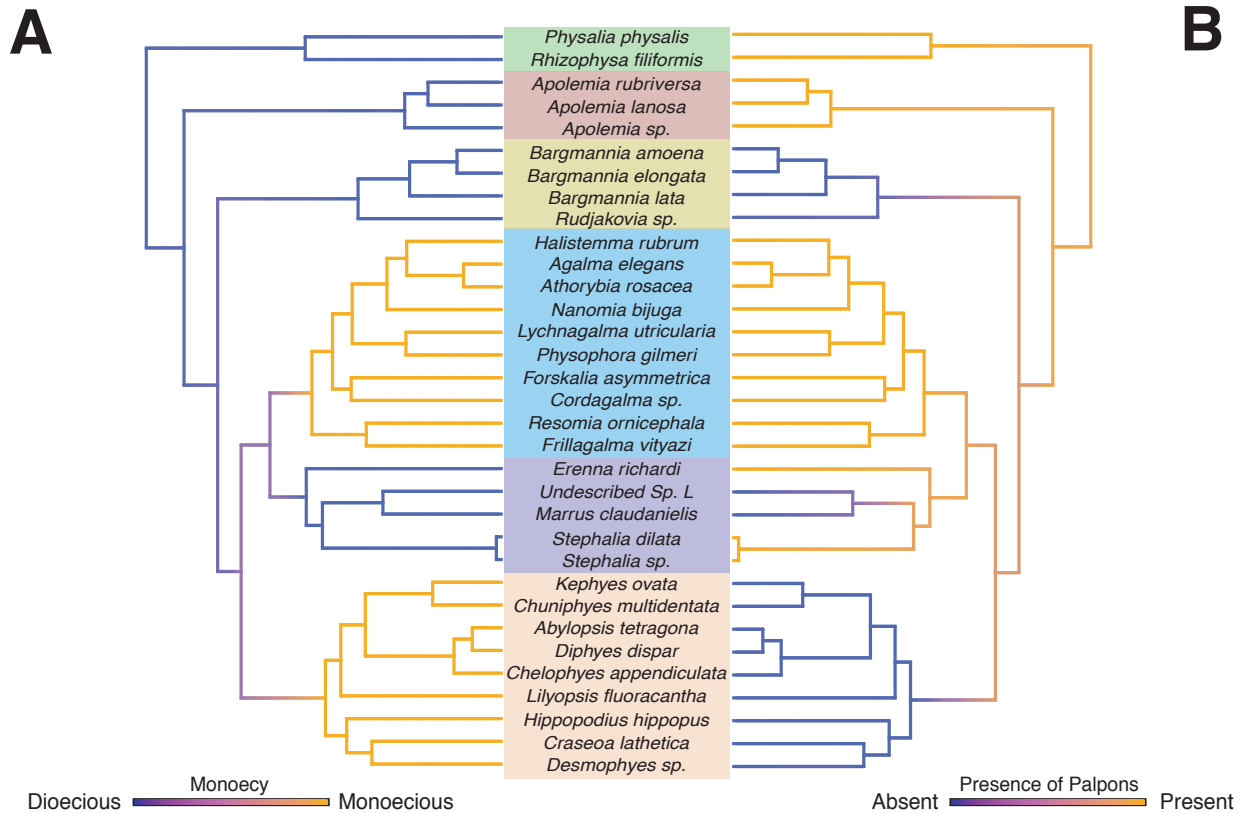 A
B
Physalia physalis
Rhizophysa filiformis
Apolemia rubriversa
Apolemia lanosa
Apolemia sp.
Bargmannia amoena
Bargmannia elongata
Bargmannia lata
Rudjakovia sp.
Halistemma rubrum
Agalma elegans
Athorybia rosacea
Nanomia bijuga
Lychnagalma utricularia
Physophora gilmeri
Forskalia asymmetrica
Cordagalma sp.
Resomia ornicephala
Frillagalma vityazi
Erenna richardi
Undescribed Sp. L
Marrus claudanielis
Stephalia dilata
Stephalia sp.
Kephyes ovata
Chuniphyes multidentata
Abylopsis tetragona
Diphyes dispar
Chelophyes appendiculata
Lilyopsis fluoracantha
Hippopodius hippopus
Craseoa lathetica
Desmophyes sp.
Monoecy
Dioecious Monoecious
Presence of Palpons
Absent Present